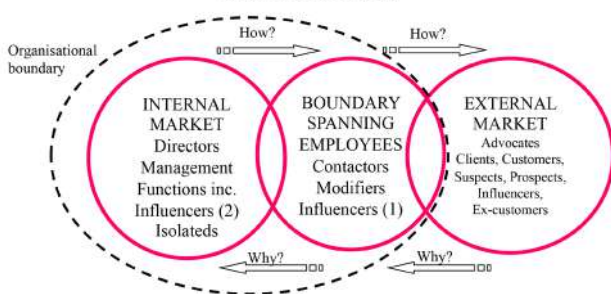 How?
How?
Organisational
boundary
INTERNAL
MARKET
Directors
Management
Functions inc.
Influencers (2)
Isolateds
BOUNDARY
SPANNING
EMPLOYEES
Contactors
Modifiers
Influencers (1)
EXTERNAL
MARKET
Advocates
Clients, Customers,
Suspects, Prospects,
Influencers,
Ex-customers
Why?
Why?